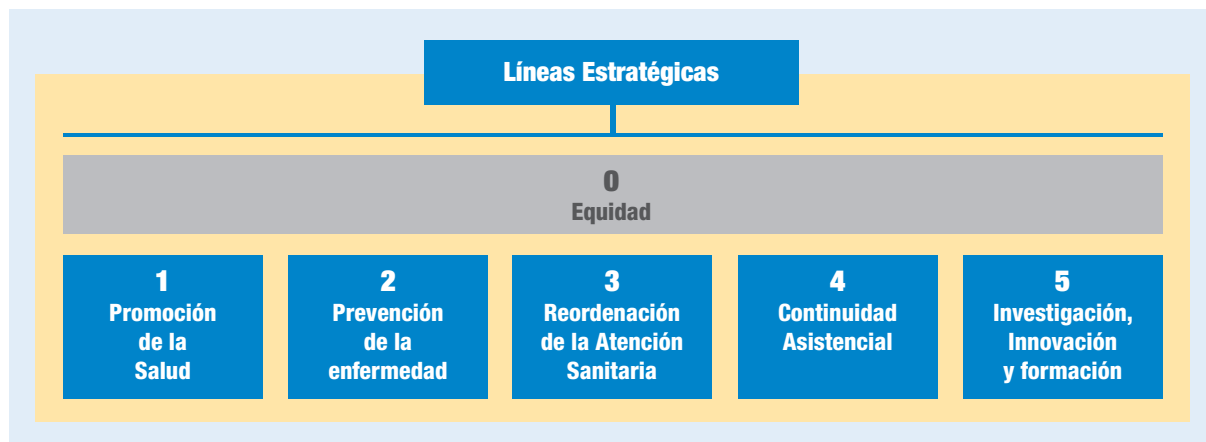 Líneas Estratégicas
0
Equidad
1
Promoción
de la
Salud
2
Prevención
de la
enfermedad
3
Reordenación
de la Atención
Sanitaria
4
Continuidad
Asistencial
5
Investigación,
Innovación
y formación